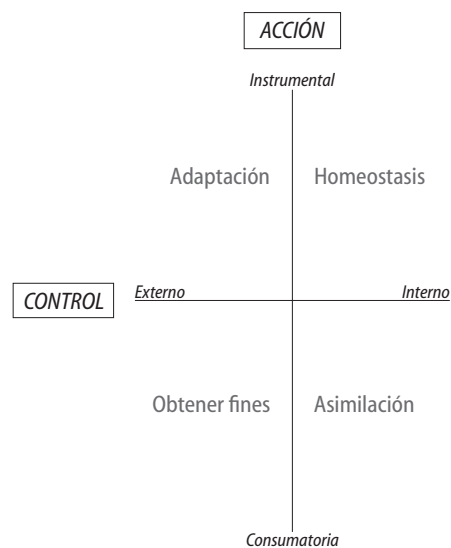 ACCIÓN
Instrumental
Adaptación Homeostasis
CONTROL Externo Interno
Obtener fines Asimilación
Consumatoria